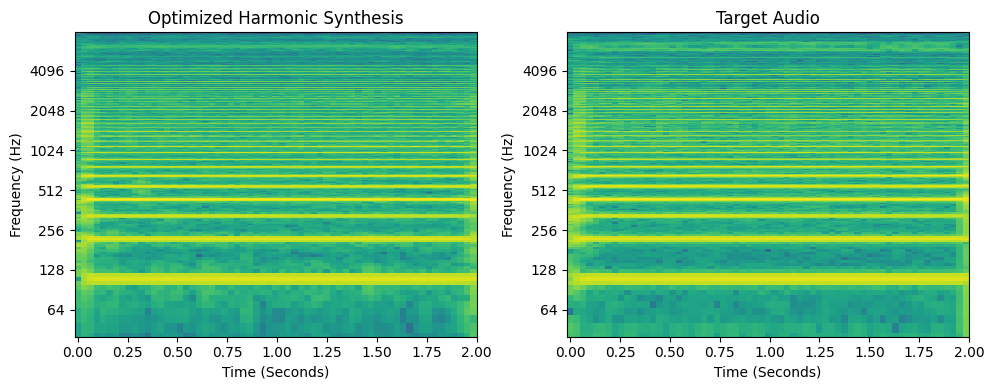 Optimized Harmonic Synthesis
Frequency (Hz)
4096
2048
1024
512
256
128
64
0.00 0.25 0.50 0.75 1.00 1.25 1.50 1.75 2.00
Time (Seconds)
Target Audio
Frequency (Hz)
4096
2048
1024
512
256
128
64
0.00 0.25 0.50 0.75 1.00 1.25 1.50 1.75 2.00
Time (Seconds)